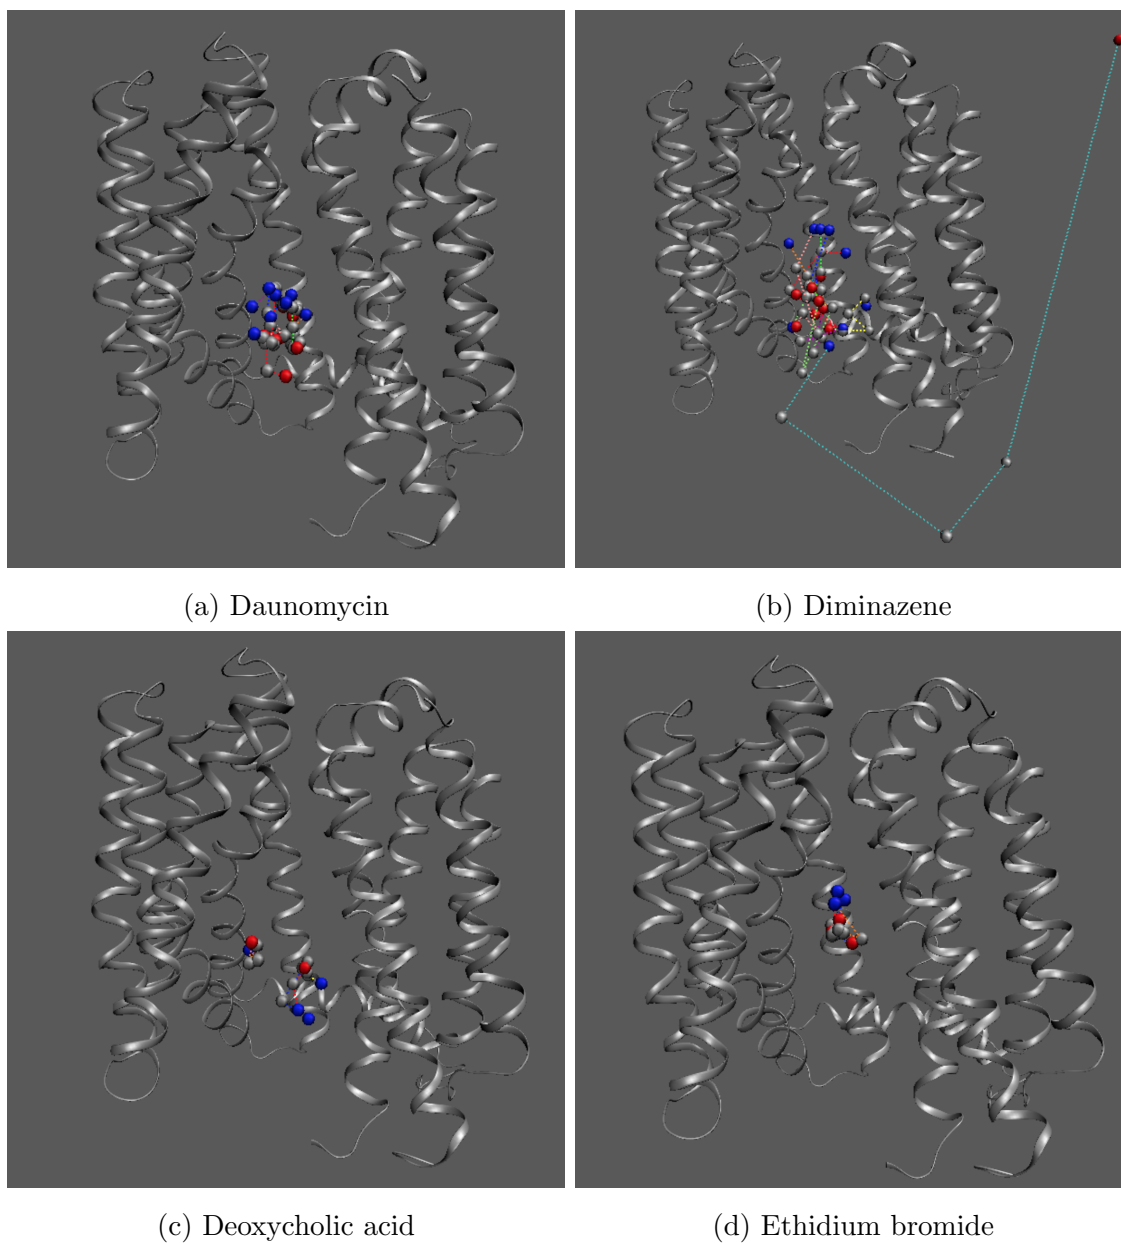 (a) Daunomycin
(b) Diminazene
(c) Deoxycholic acid
(d) Ethidium bromide